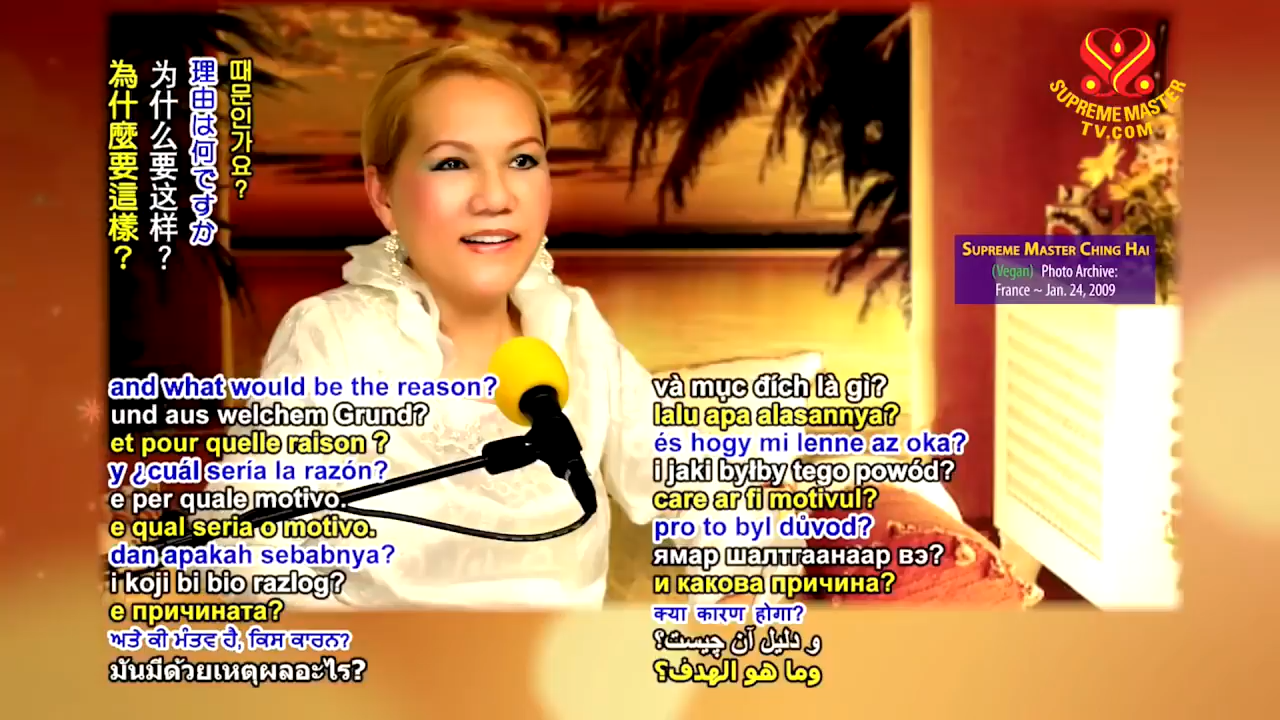 為什麼要這樣？
为什么要这样？
理由は何ですか
때문인가요?
SUPREME MASTER
TV.COM
SUPREME MASTER CHING HAI
(Vegan) Photo Archive:
France ~ Jan. 24, 2009
and what would be the reason?
und aus welchem Grund?
et pour quelle raison ?
y ¿cuál sería la razón?
e per quale motivo.
e qual seria o motivo.
dan apakah sebabnya?
i koji bi bio razlog?
е причината?
ਅਤੇ ਕੀ ਮੰਤਵ ਹੈ, ਕਿਸ ਕਾਰਨ?
มันมีด้วยเหตุผลอะไร?
và mục đích là gì?
lalu apa alasannya?
és hogy mi lenne az oka?
i jaki byłby tego powód?
care ar fi motivul?
pro to byl důvod?
ямар шалтгаанаар вэ?
и какова причина?
क्या कारण होगा?
و دلیل آن چیست؟
وما هو الهدف؟